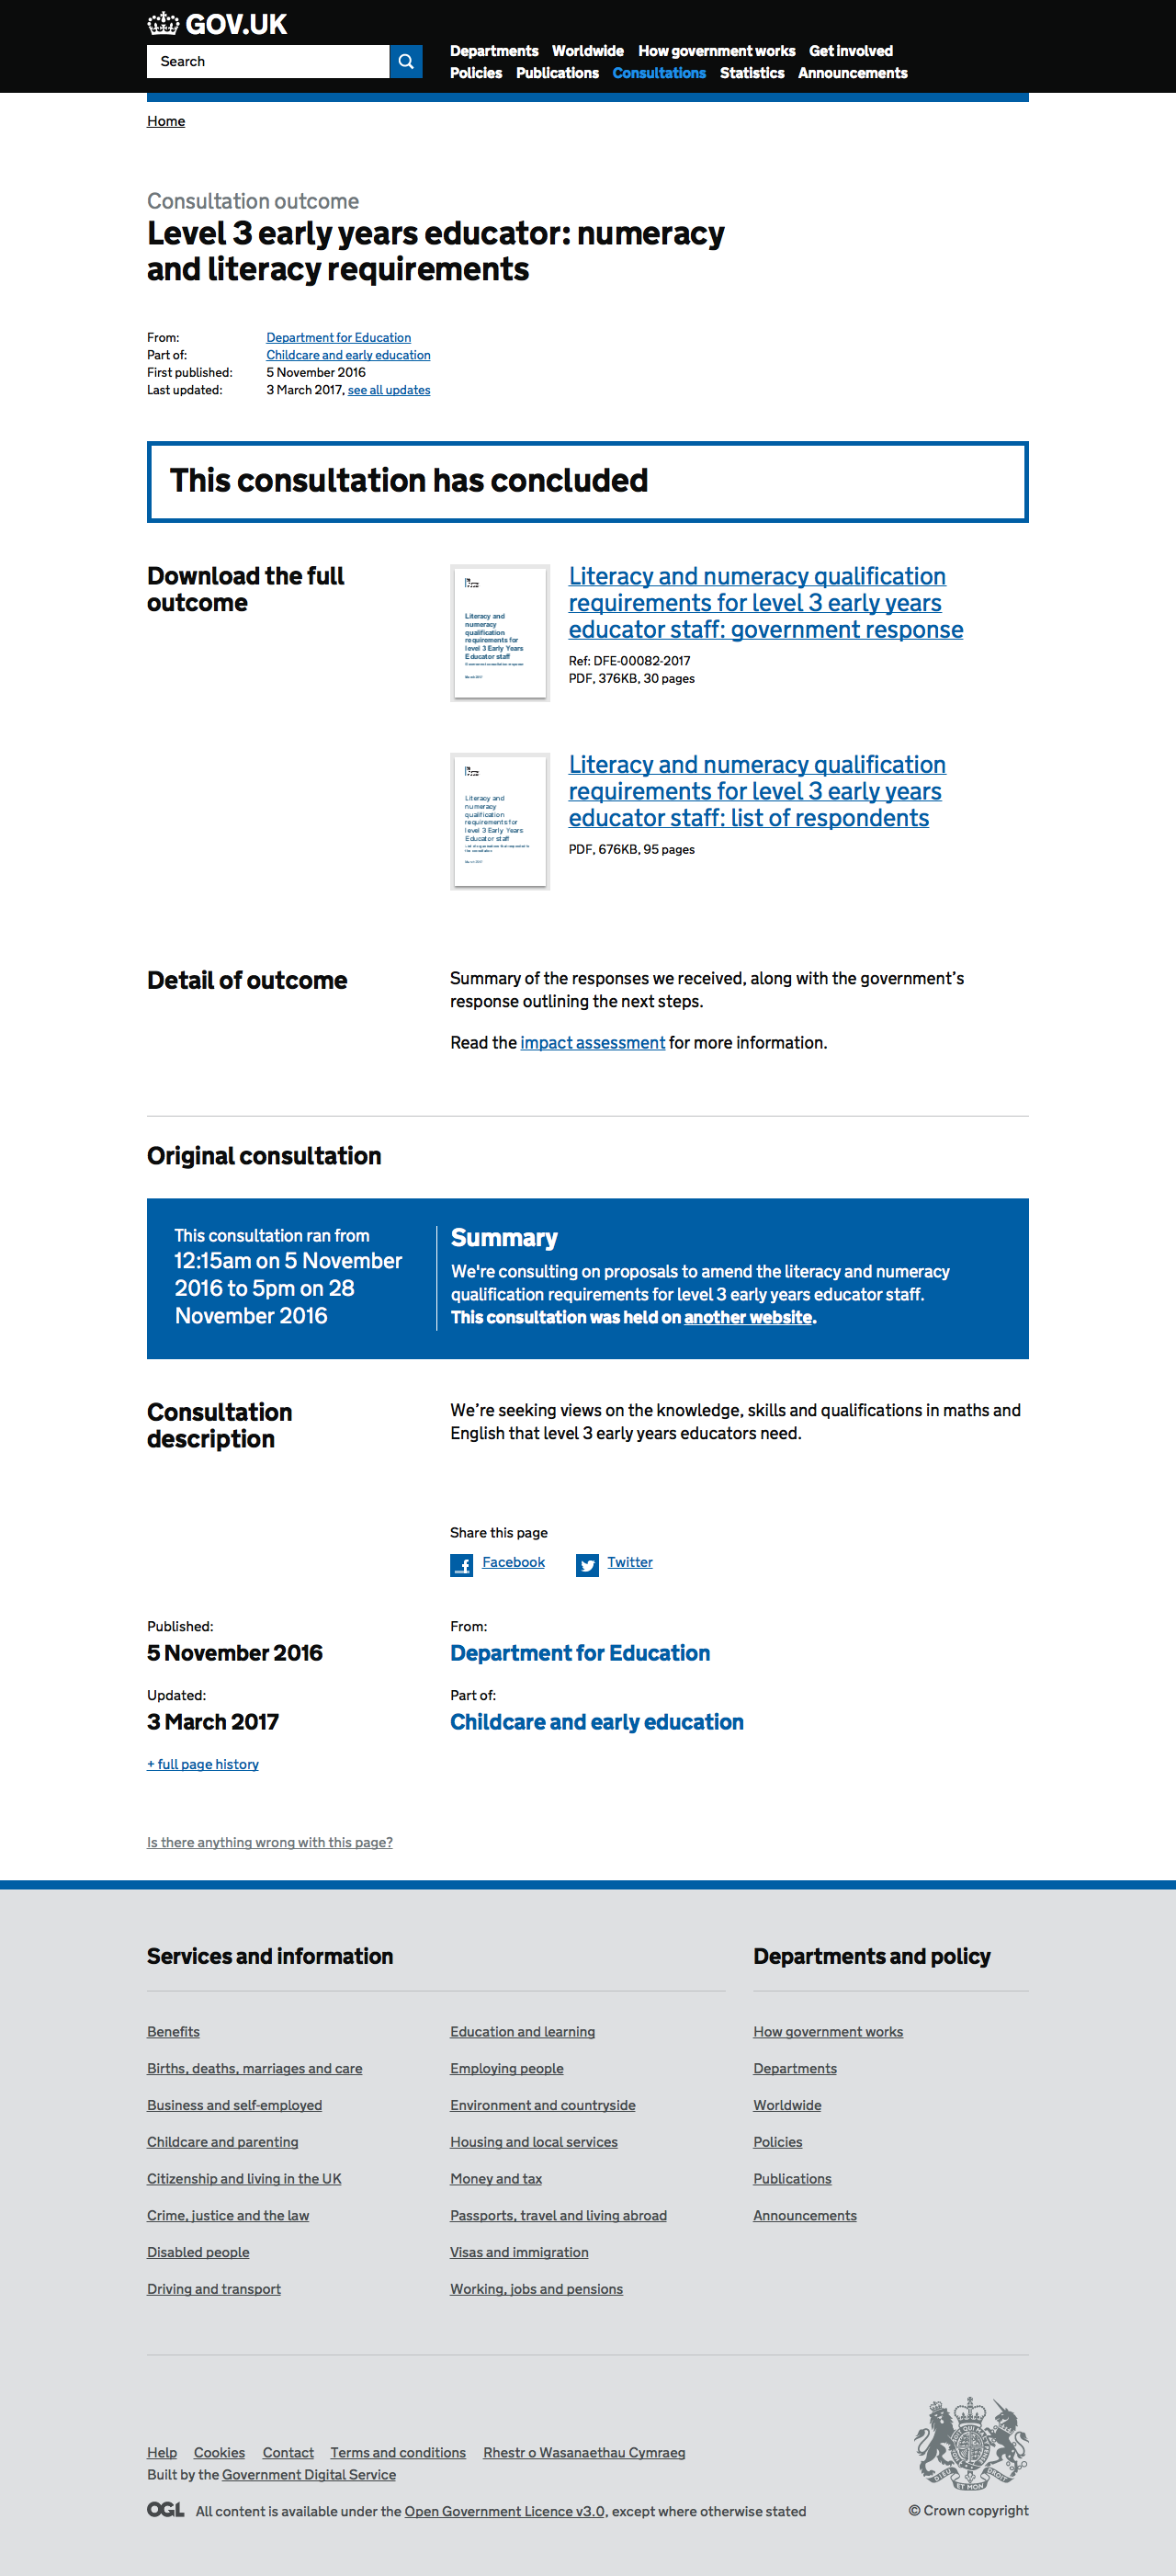 GOV.UK
Search
Departments Worldwide How government works Get involved
Policies Publications Consultations Statistics Announcements
Home
Consultation outcome
Level 3 early years educator: numeracy
and literacy requirements
From: Department for Education
Part of: Childcare and early education
First published: 5 November 2016
Last updated: 3 March 2017, see all updates
This consultation has concluded
Download the full
outcome
Literacy and
numeracy
qualification
requirements for
level 3 Early Years
Educator staff
Literacy and numeracy qualification
requirements for level 3 early years
educator staff: government response
Ref: DFE-00082-2017
PDF, 376KB, 30 pages
Literacy and
numeracy
qualification
requirements for
level 3 Early Years
Educator staff
Literacy and numeracy qualification
requirements for level 3 early years
educator staff: list of respondents
PDF, 676KB, 95 pages
Detail of outcome
Summary of the responses we received, along with the government’s
response outlining the next steps.
Read the impact assessment for more information.
Original consultation
This consultation ran from
12:15am on 5 November
2016 to 5pm on 28
November 2016
Summary
We're consulting on proposals to amend the literacy and numeracy
qualification requirements for level 3 early years educator staff.
This consultation was held on another website.
Consultation
description
We’re seeking views on the knowledge, skills and qualifications in maths and
English that level 3 early years educators need.
Share this page
Facebook Twitter
Published:
5 November 2016
From:
Department for Education
Updated:
3 March 2017
Part of:
Childcare and early education
+ full page history
Is there anything wrong with this page?
Services and information
Benefits
Births, deaths, marriages and care
Business and self-employed
Childcare and parenting
Citizenship and living in the UK
Crime, justice and the law
Disabled people
Driving and transport
Education and learning
Employing people
Environment and countryside
Housing and local services
Money and tax
Passports, travel and living abroad
Visas and immigration
Working, jobs and pensions
Departments and policy
How government works
Departments
Worldwide
Policies
Publications
Announcements
Help Cookies Contact Terms and conditions Rhestr o Wasanaethau Cymraeg
Built by the Government Digital Service
OGL All content is available under the Open Government Licence v3.0, except where otherwise stated
© Crown copyright